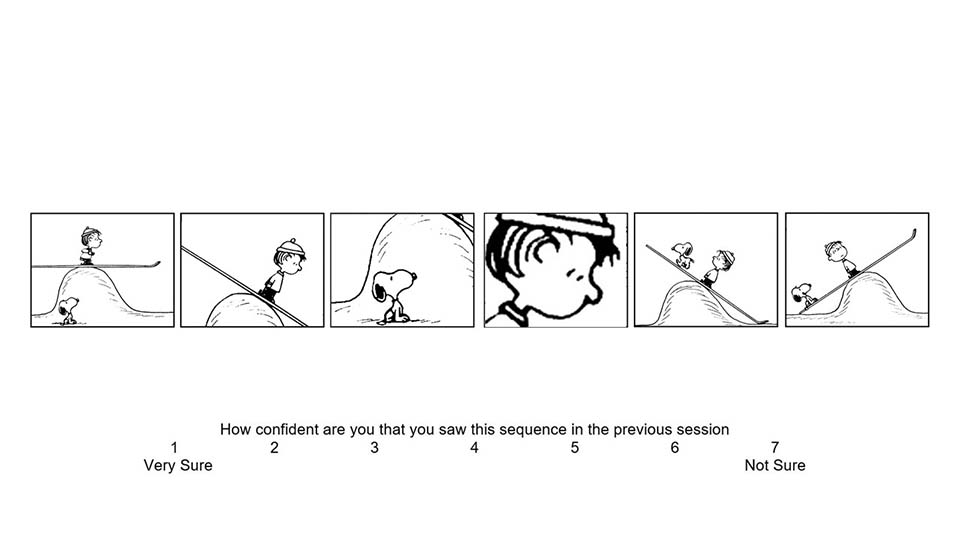 How confident are you that you saw this sequence in the previous session
1 2 3 4 5 6 7
Very Sure Not Sure